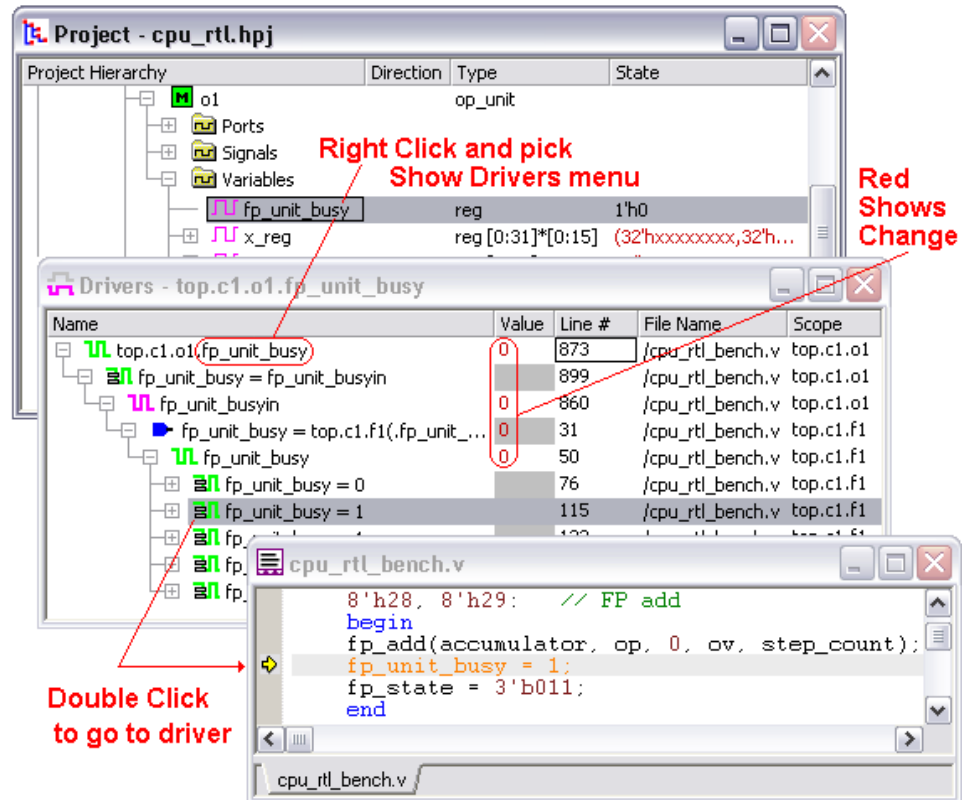 Project - cpu_rtl.hpj
Project Hierarchy Direction Type State
M o1 op_unit
Ports
Signals
Variables
Right Click and pick
Show Drivers menu
Red
Shows
Change
fp_unit_busy reg 1'h0
x_reg reg [0:31]*[0:15] (32'hxxxxxxxx,32'h...
Drivers - top.c1.o1.fp_unit_busy
Name Value Line # File Name Scope
top.c1.o1.fp_unit_busy 0 873 /cpu_rtl_bench.v top.c1.o1
fp_unit_busy = fp_unit_busyin 899 /cpu_rtl_bench.v top.c1.o1
fp_unit_busyin 0 860 /cpu_rtl_bench.v top.c1.o1
fp_unit_busy = top.c1.f1(.fp_unit_... 0 31 /cpu_rtl_bench.v top.c1.f1
fp_unit_busy 0 50 /cpu_rtl_bench.v top.c1.f1
fp_unit_busy = 0 76 /cpu_rtl_bench.v top.c1.f1
fp_unit_busy = 1 115 /cpu_rtl_bench.v top.c1.f1
fp_
fp_
fp_
cpu_rtl_bench.v
8'h28, 8'h29: // FP add
begin
fp_add(accumulator, op, 0, ov, step_count);
fp_unit_busy = 1;
fp_state = 3'b011;
end
Double Click
to go to driver
cpu_rtl_bench.v